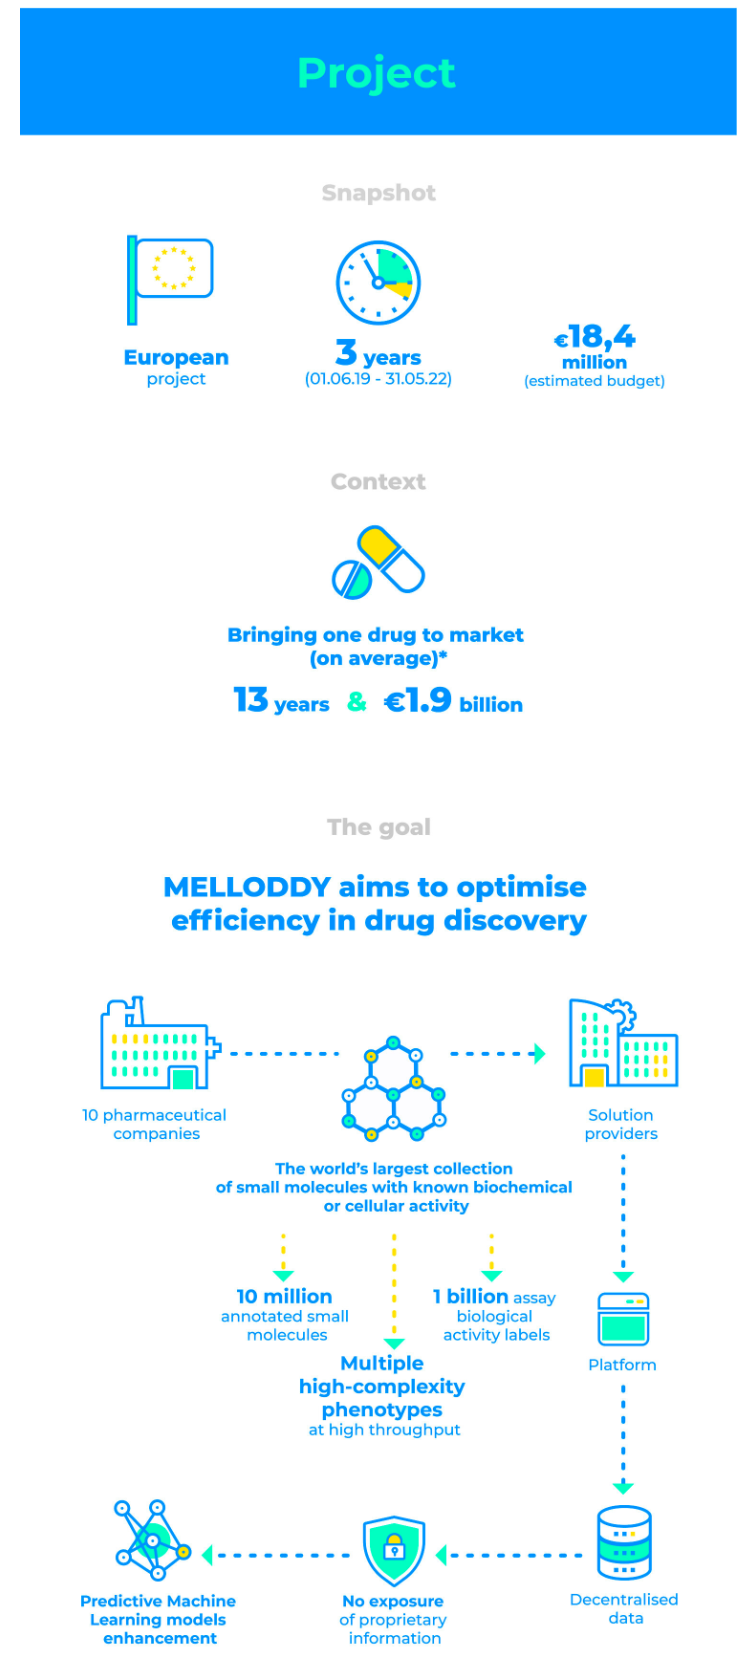 Project
Snapshot
European
project
3 years
(01.06.19 - 31.05.22)
€18,4
million
(estimated budget)
Context
Bringing one drug to market
(on average)*
13 years & €1.9 billion
The goal
MELLODDY aims to optimise
efficiency in drug discovery
10 pharmaceutical
companies
Solution
providers
The world's largest collection
of small molecules with known biochemical
or cellular activity
10 million
annotated small
molecules
1 billion assay
biological
activity labels
Multiple
high-complexity
phenotypes
at high throughput
Platform
Decentralised
data
No exposure
of proprietary
information
Predictive Machine
Learning models
enhancement